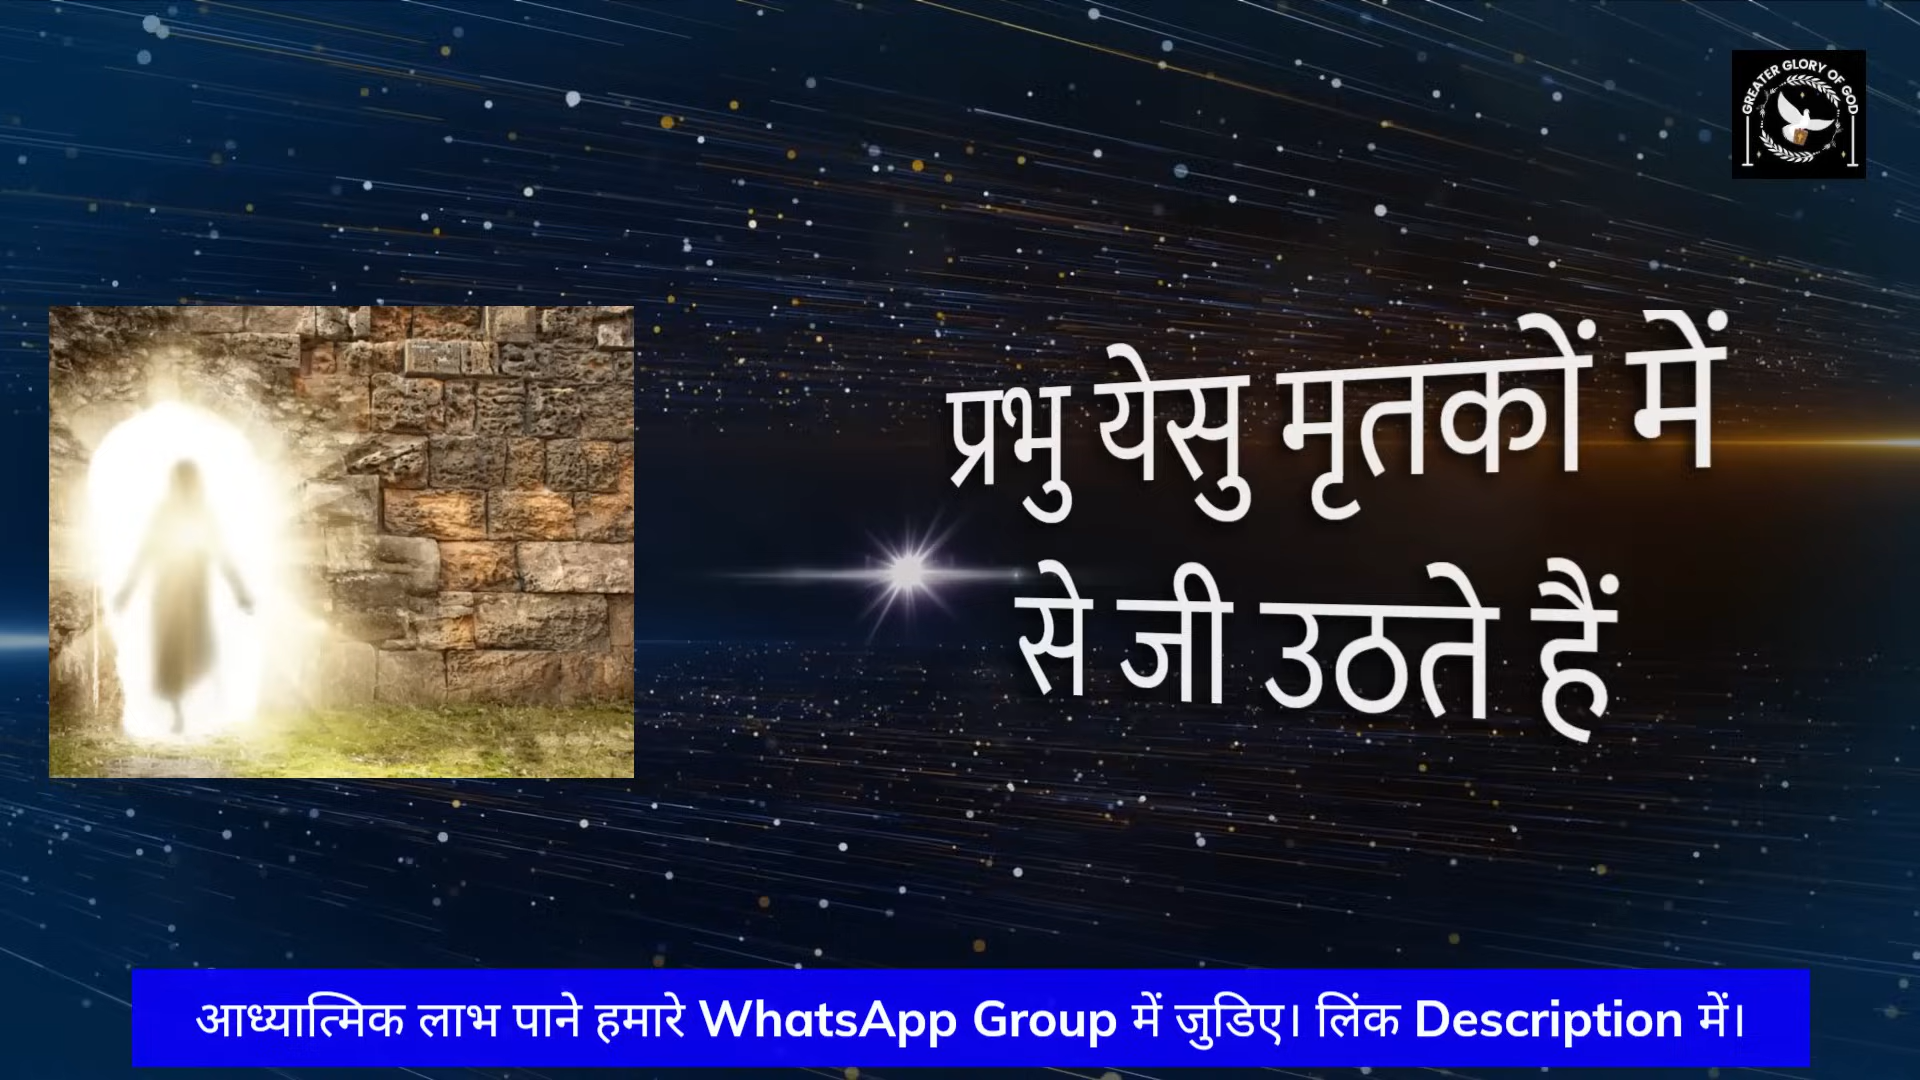 GREATER GLORY OF GOD
प्रभु येसु मृतकों में
से जी उठते हैं
आध्यात्मिक लाभ पाने हमारे WhatsApp Group में जुडिए। लिंक Description में।